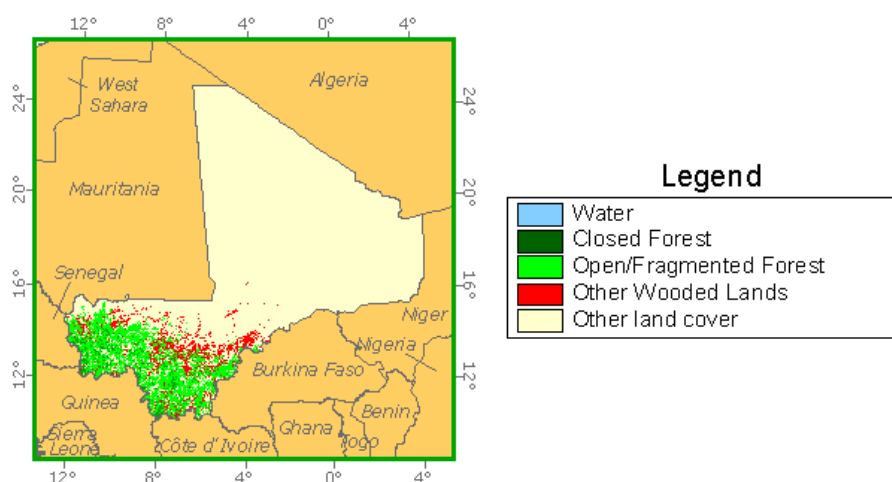 12° 8° 4° 0° 4°
24°
20°
16°
12°
West
Sahara
Algeria
Mauritania
Senegal
Niger
Nigeria
Burkina Faso
Guinea
Benin
Sierra
Leone
Côte d'Ivoire
Ghana
Togo
24°
20°
16°
12°
12° 8° 4° 0° 4°
Legend
Water
Closed Forest
Open/Fragmented Forest
Other Wooded Lands
Other land cover